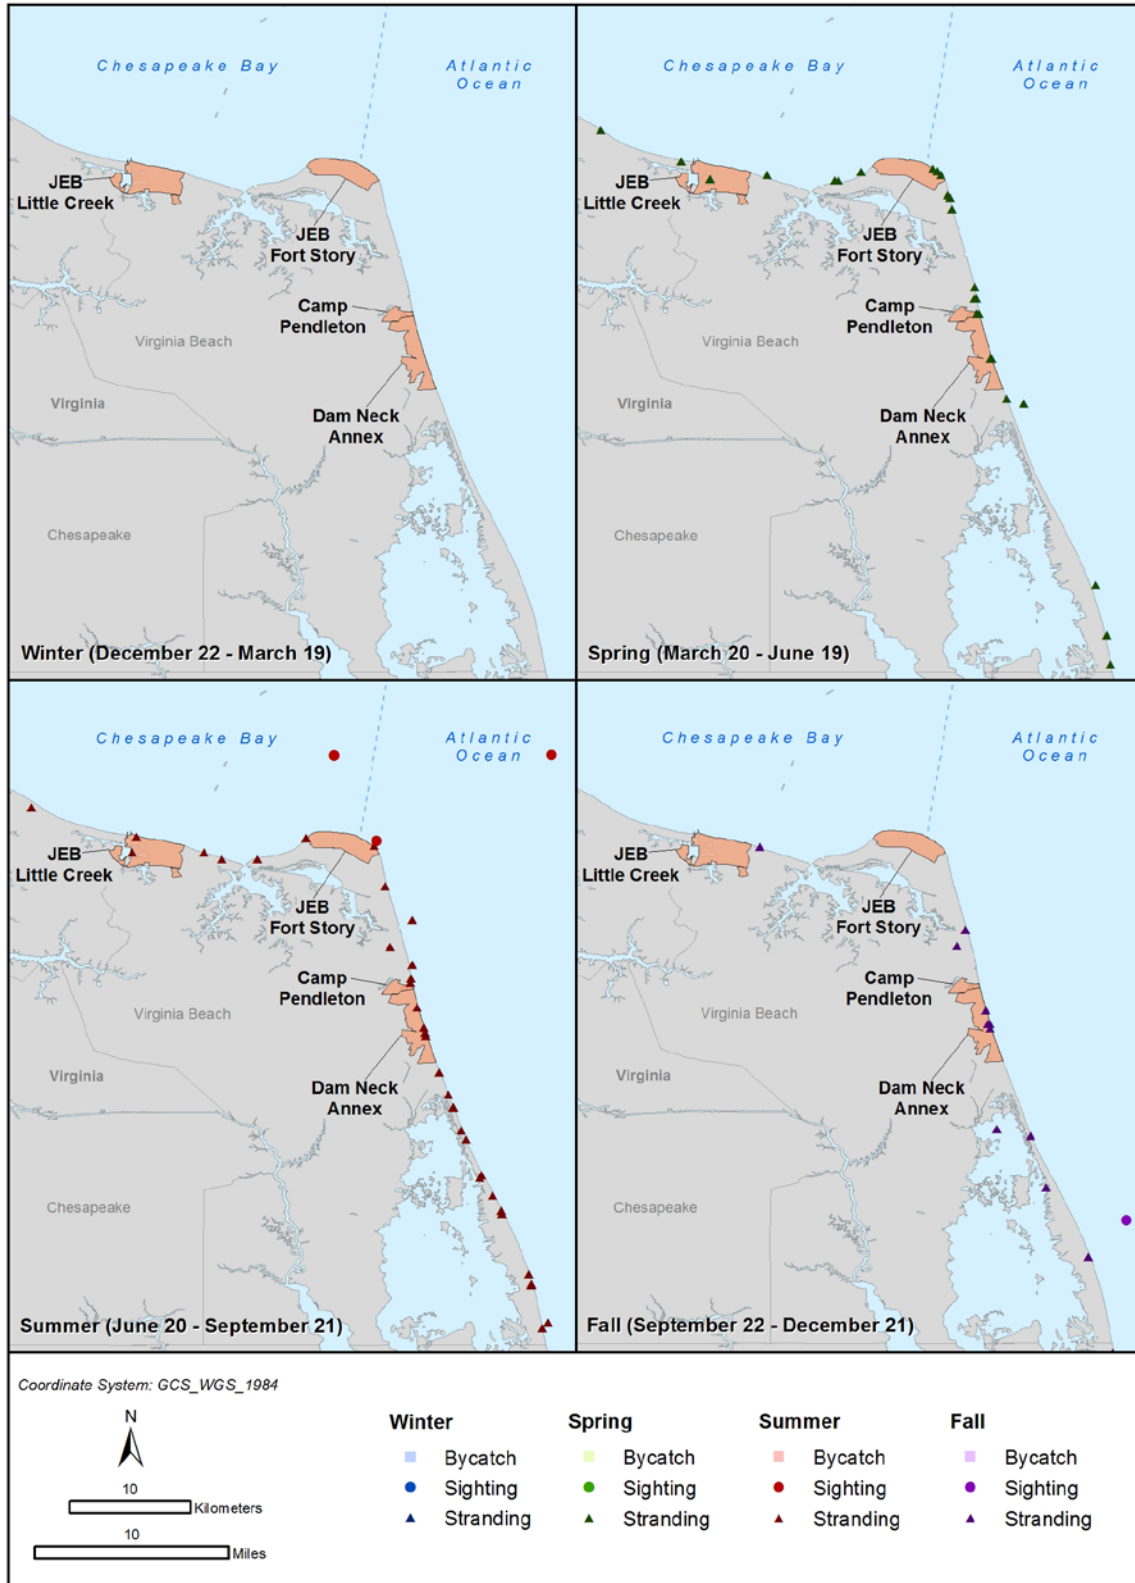 Chesapeake Bay
Atlantic
Ocean
JEB
Little Creek
JEB
Fort Story
Camp
Pendleton
Virginia Beach
Virginia
Dam Neck
Annex
Chesapeake
Winter (December 22 - March 19)
Chesapeake Bay
Atlantic
Ocean
JEB
Little Creek
JEB
Fort Story
Camp
Pendleton
Virginia Beach
Virginia
Dam Neck
Annex
Chesapeake
Spring (March 20 - June 19)
Chesapeake Bay
Atlantic
Ocean
JEB
Little Creek
JEB
Fort Story
Camp
Pendleton
Virginia Beach
Virginia
Dam Neck
Annex
Chesapeake
Summer (June 20 - September 21)
Chesapeake Bay
Atlantic
Ocean
JEB
Little Creek
JEB
Fort Story
Camp
Pendleton
Virginia Beach
Virginia
Dam Neck
Annex
Chesapeake
Fall (September 22 - December 21)
Coordinate System: GCS_WGS_1984
N
10
Kilometers
10
Miles
Winter
Bycatch
Sighting
Stranding
Spring
Bycatch
Sighting
Stranding
Summer
Bycatch
Sighting
Stranding
Fall
Bycatch
Sighting
Stranding